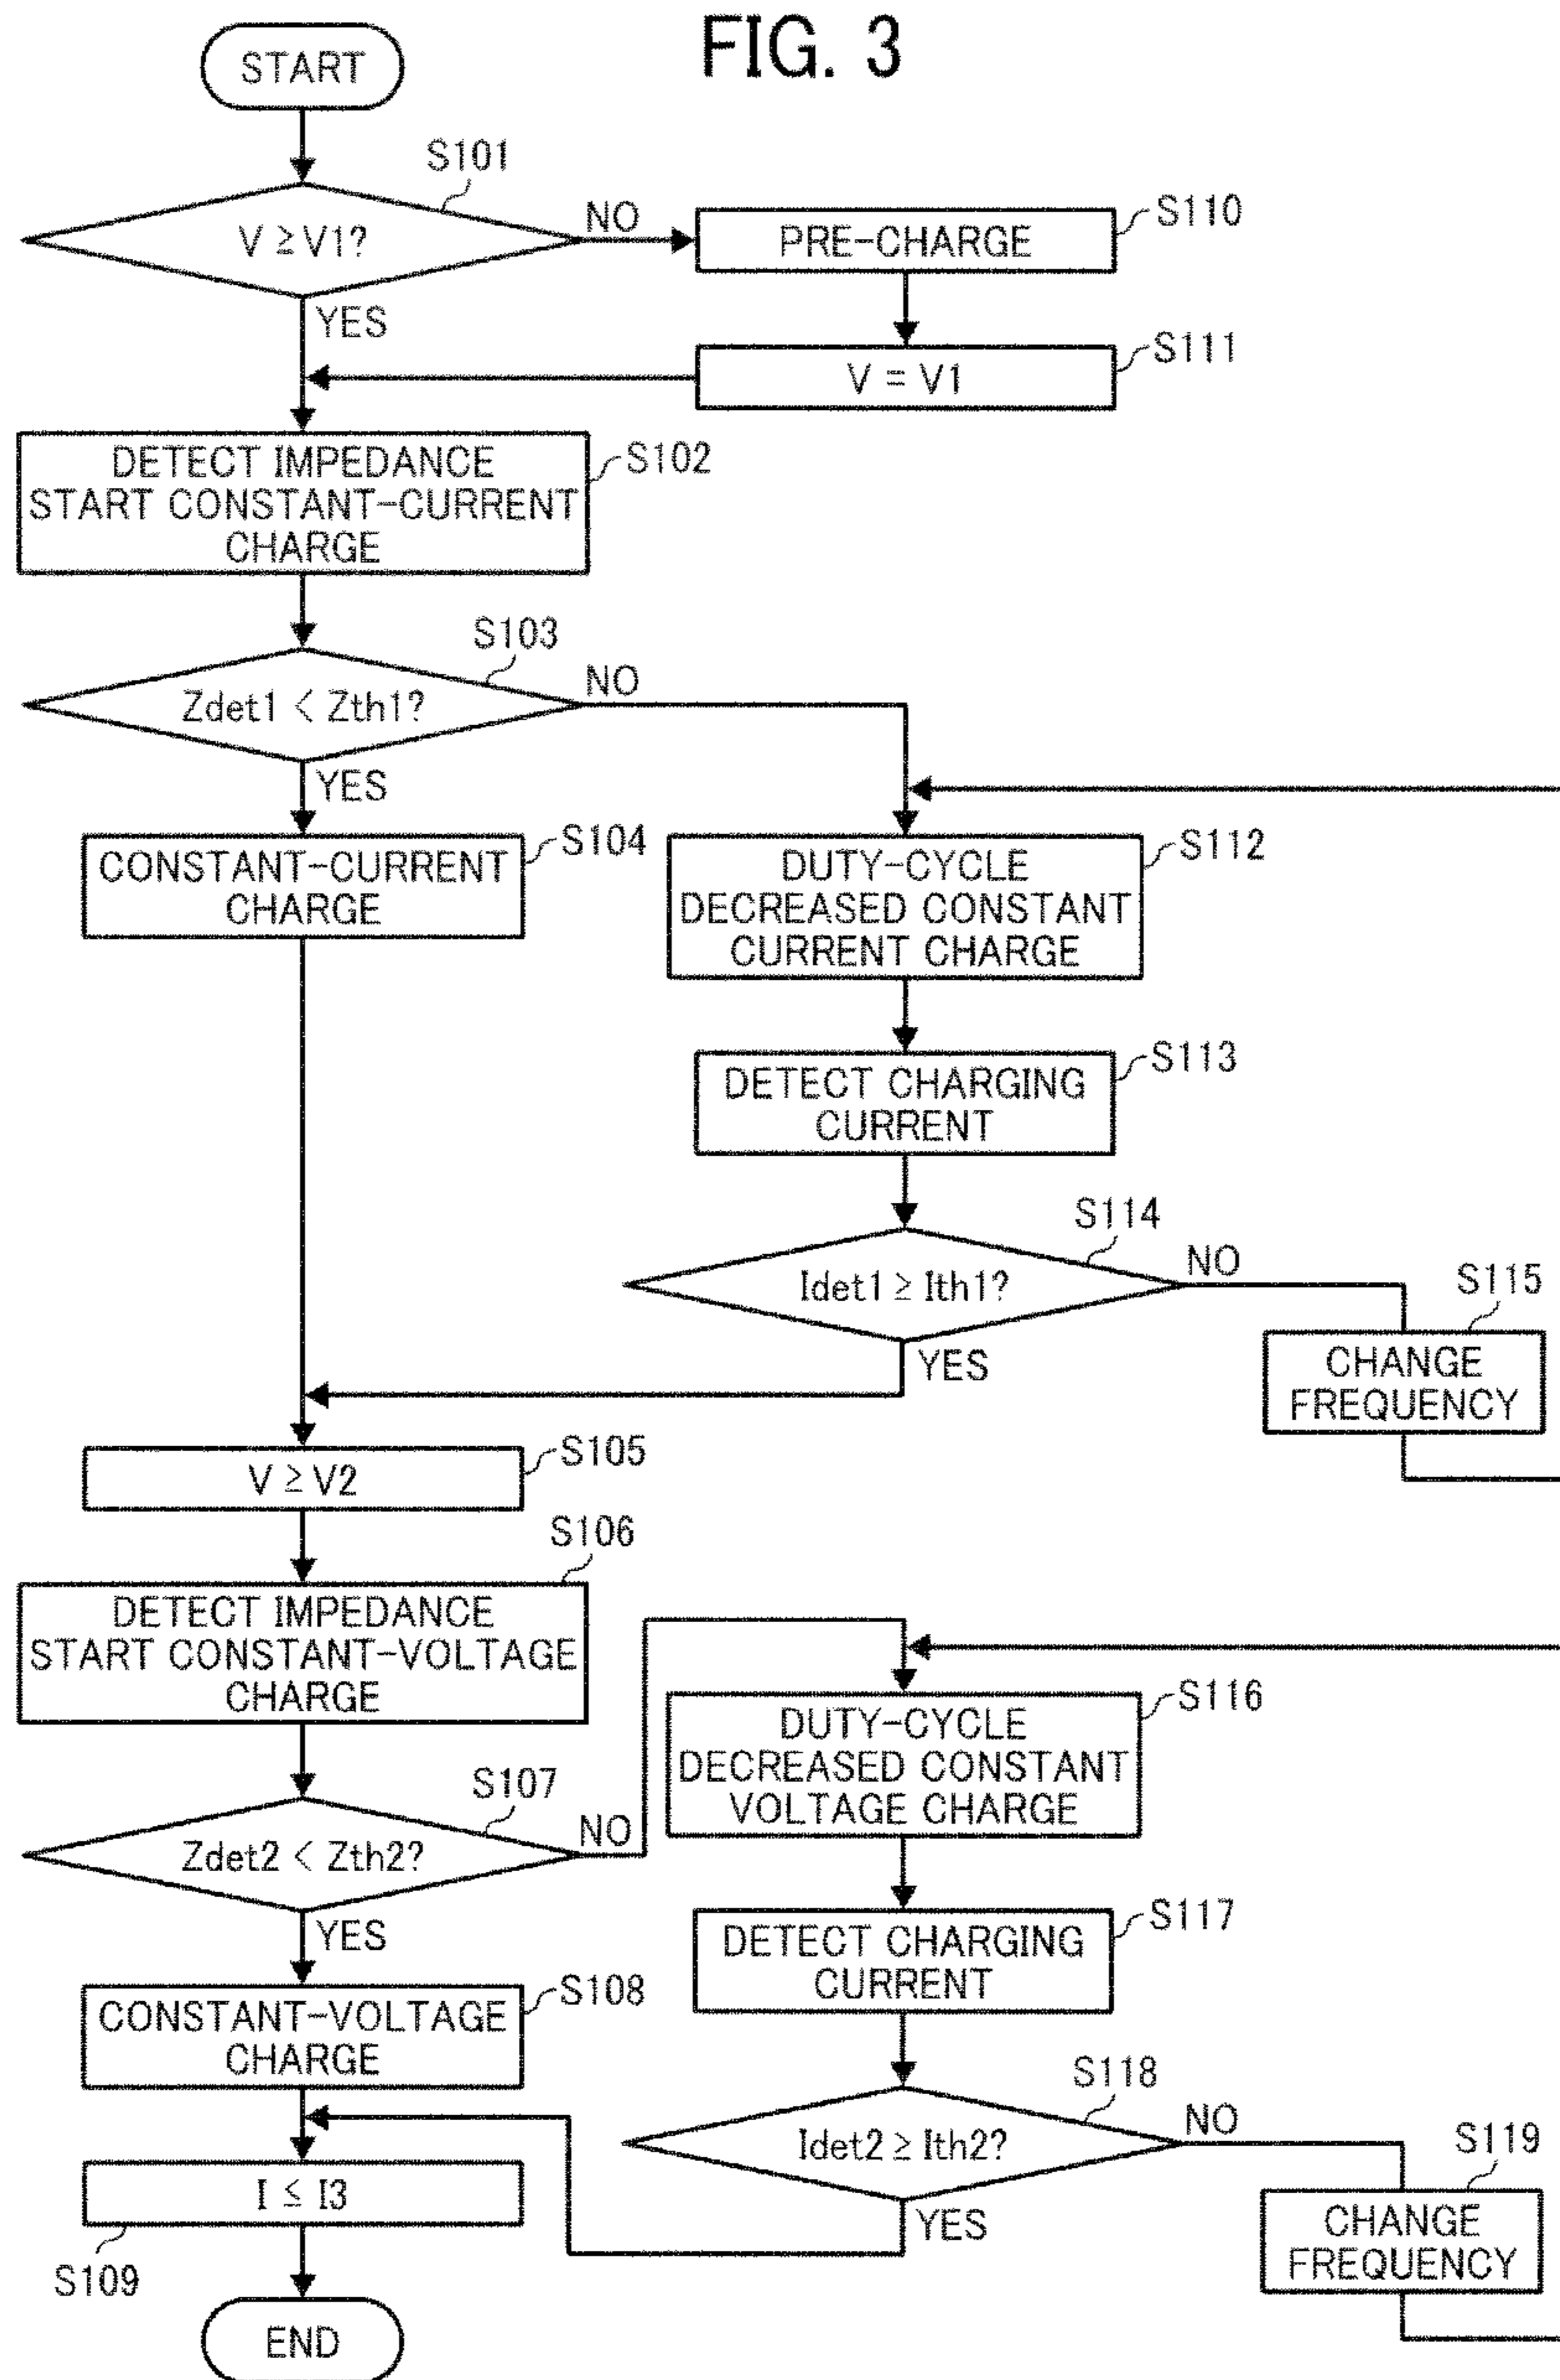 FIG. 3
START
S101
V ≥ V1?
NO
S110
PRE-CHARGE
YES
S111
V = V1
S102
DETECT IMPEDANCE
START CONSTANT-CURRENT
CHARGE
S103
Zdet1 < Zth1?
NO
YES
S104
CONSTANT-CURRENT
CHARGE
S112
DUTY-CYCLE
DECREASED CONSTANT
CURRENT CHARGE
S113
DETECT CHARGING
CURRENT
S114
Idet1 ≥ Ith1?
NO
YES
S115
CHANGE
FREQUENCY
S105
V ≥ V2
S106
DETECT IMPEDANCE
START CONSTANT-VOLTAGE
CHARGE
S107
Zdet2 < Zth2?
NO
YES
S116
DUTY-CYCLE
DECREASED CONSTANT
VOLTAGE CHARGE
S117
DETECT CHARGING
CURRENT
S108
CONSTANT-VOLTAGE
CHARGE
S118
Idet2 ≥ Ith2?
NO
YES
S119
CHANGE
FREQUENCY
I ≤ I3
S109
END